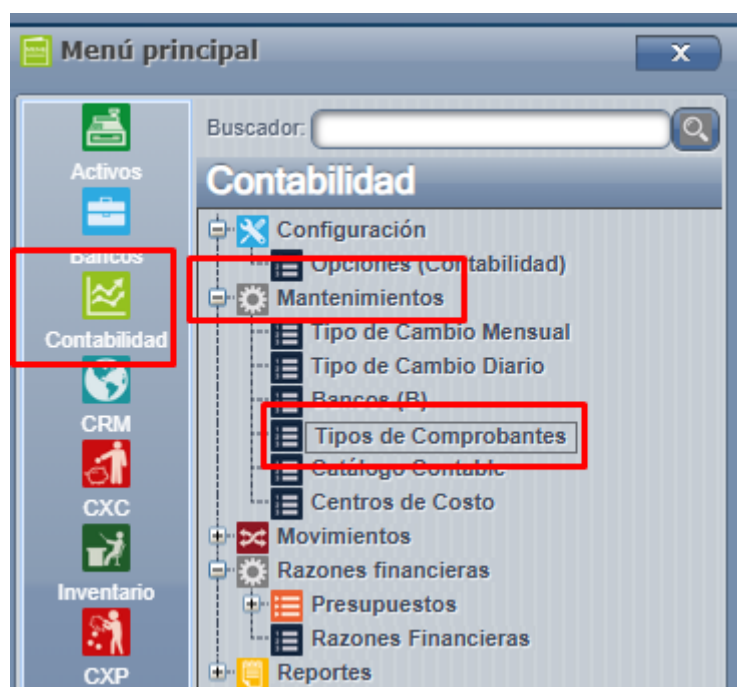 Menú principal
x
Activos
Bancos
Contabilidad
CRM
CXC
Inventario
CXP
Buscador:
Contabilidad
Configuración
Opciones (Contabilidad)
Mantenimientos
Tipo de Cambio Mensual
Tipo de Cambio Diario
Bancos (B)
Tipos de Comprobantes
Catálogo Contable
Centros de Costo
Movimientos
Razones financieras
Presupuestos
Razones Financieras
Reportes